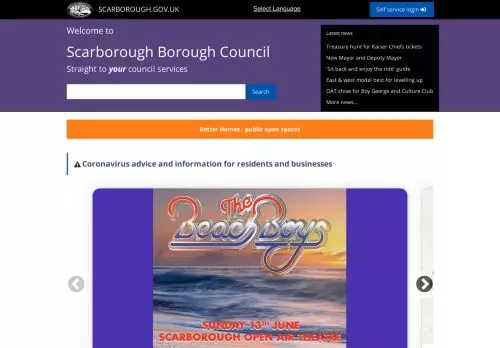 SCARBOROUGH.GOV.UK
Select Language
Self service login
Welcome to
Scarborough Borough Council
Straight to your council services
Search
Latest news
Treasure hunt for Kaiser Chiefs tickets
New Mayor and Deputy Mayor
'Sit back and enjoy the ride' guide
East & west model best for levelling up
OAT show for Boy George and Culture Club
More news...
Better Homes - public open spaces
Coronavirus advice and information for residents and businesses
The
Beach Boys
SUNDAY 13TH JUNE
SCARBOROUGH OPEN AIR THEATRE